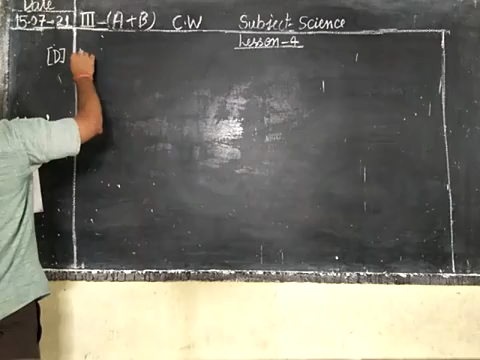 Date
15-07-21 III-(A+B) C.W Subject Science
Lesson-4
[D]